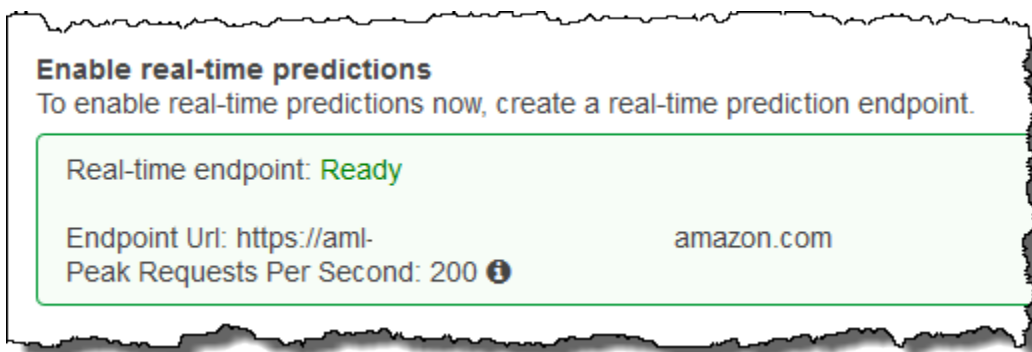 Enable real-time predictions
To enable real-time predictions now, create a real-time prediction endpoint.
Real-time endpoint: Ready
Endpoint Url: https://aml- amazon.com
Peak Requests Per Second: 200